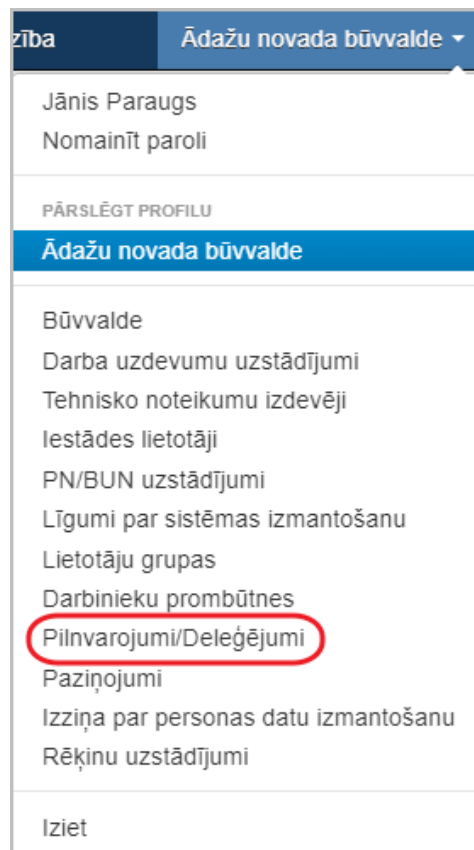 zība
Ādažu novada būvvalde
Jānis Paraugs
Nomainīt paroli
PĀRSLĒGT PROFILU
Ādažu novada būvvalde
Būvvalde
Darba uzdevumu uzstādījumi
Tehnisko noteikumu izdevēji
Iestādes lietotāji
PN/BUN uzstādījumi
Līgumi par sistēmas izmantošanu
Lietotāju grupas
Darbinieku prombūtnes
Pilnvarojumi/Deleģējumi
Paziņojumi
Izziņa par personas datu izmantošanu
Rēķinu uzstādījumi
Iziet